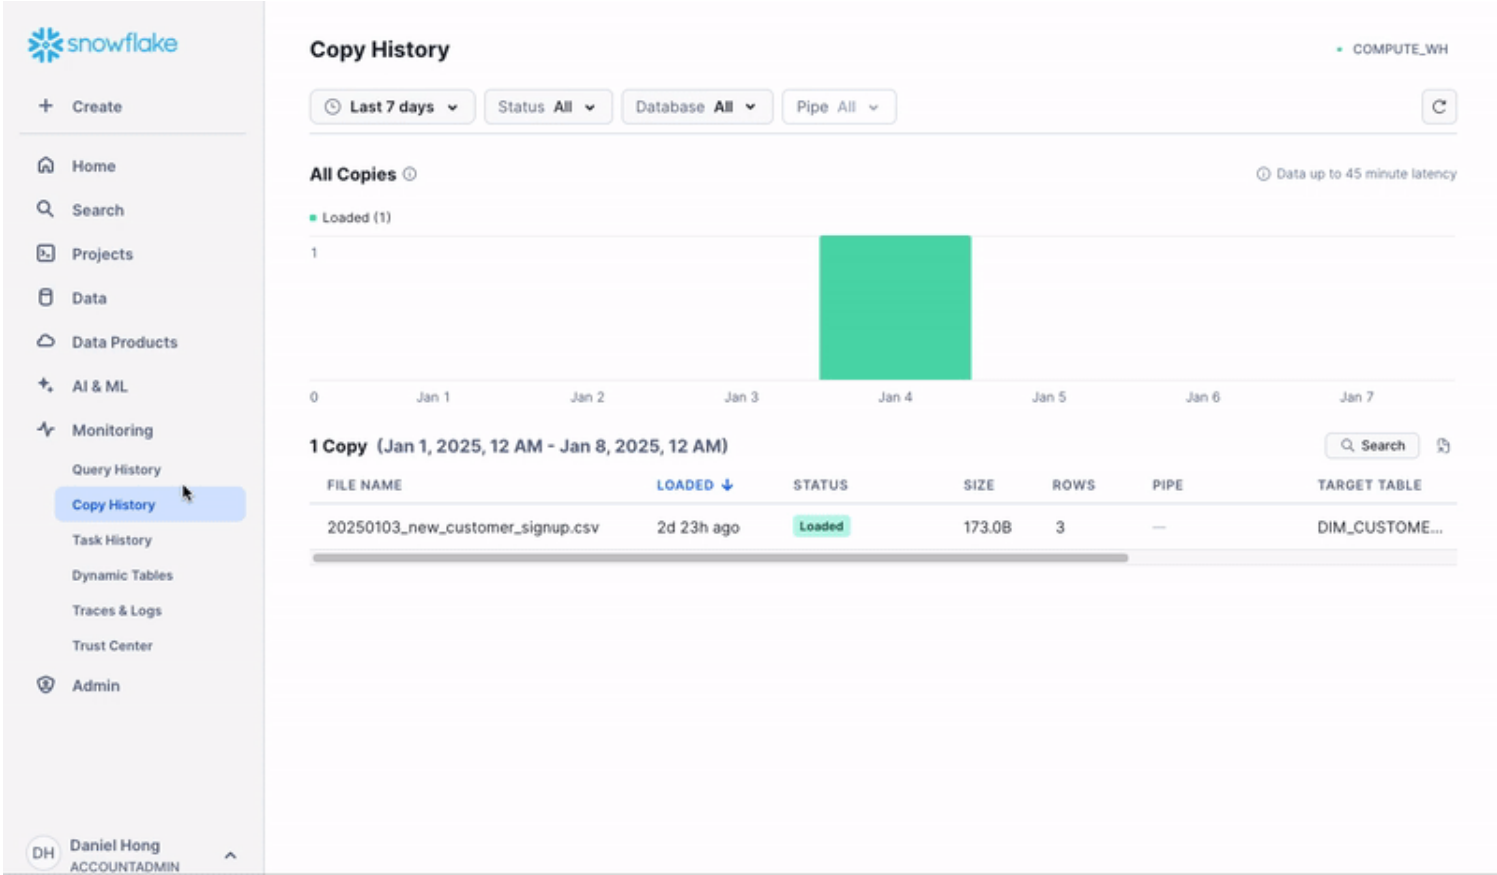 snowflake
Create
Home
Search
Projects
Data
Data Products
AI & ML
Monitoring
Query History
Copy History
Task History
Dynamic Tables
Traces & Logs
Trust Center
Admin
DH
Daniel Hong
ACCOUNTADMIN
Copy History
COMPUTE_WH
Last 7 days
Status All
Database All
Pipe All
All Copies
Data up to 45 minute latency
Loaded (1)
1
0 Jan 1 Jan 2 Jan 3 Jan 4 Jan 5 Jan 6 Jan 7
1 Copy (Jan 1, 2025, 12 AM - Jan 8, 2025, 12 AM)
Search
FILE NAME LOADED STATUS SIZE ROWS PIPE TARGET TABLE
20250103_new_customer_signup.csv 2d 23h ago Loaded 173.0B 3 — DIM_CUSTOME...